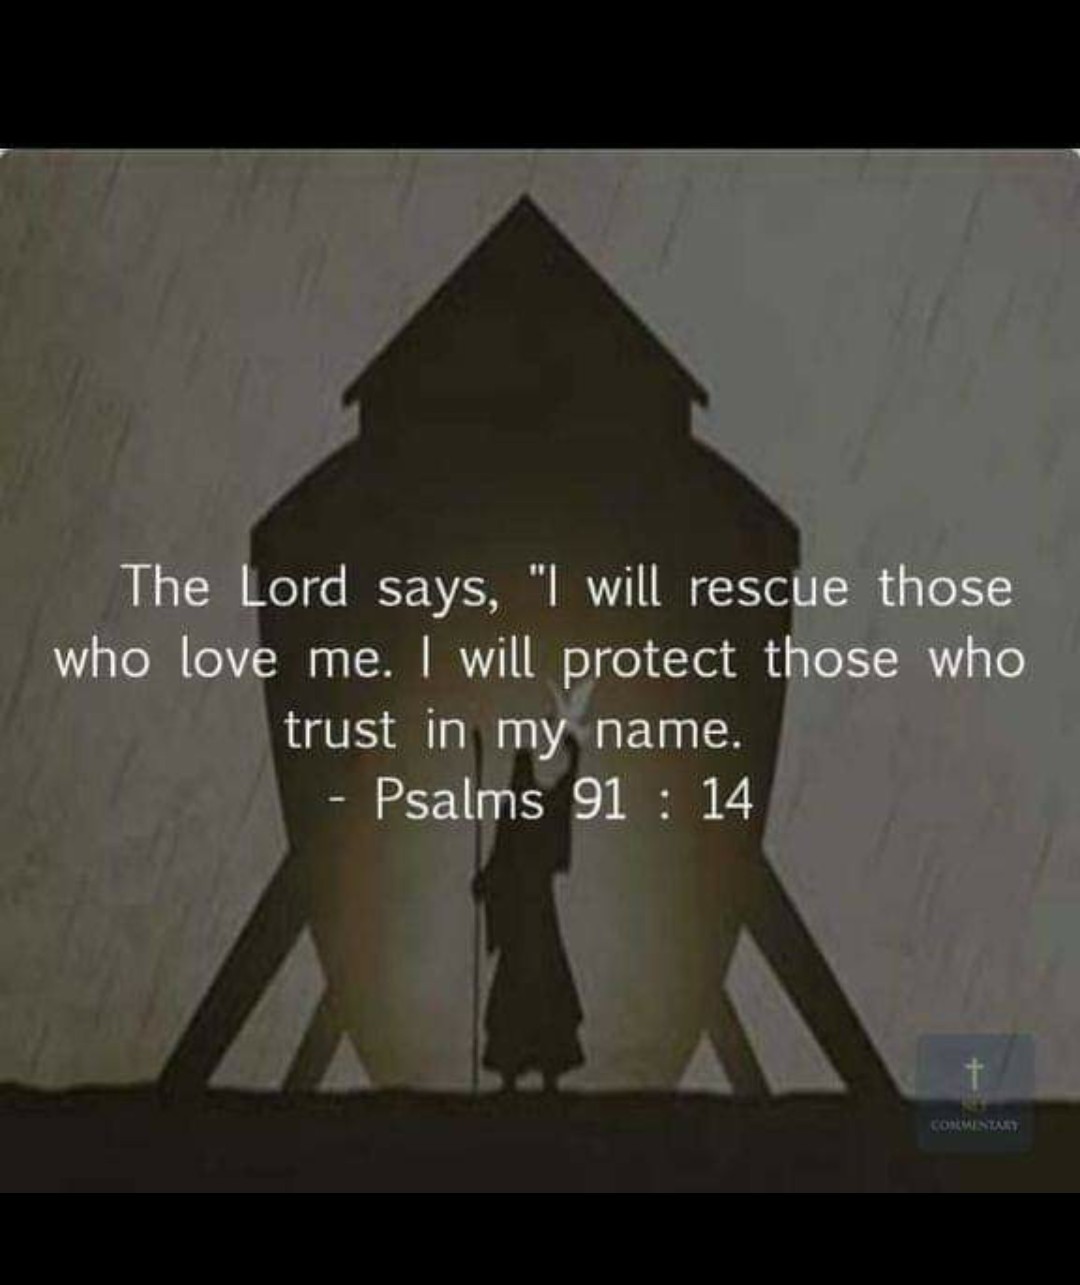 The Lord says, "I will rescue those
who love me. I will protect those who
trust in my name.
- Psalms 91 : 14
COMMENTARY